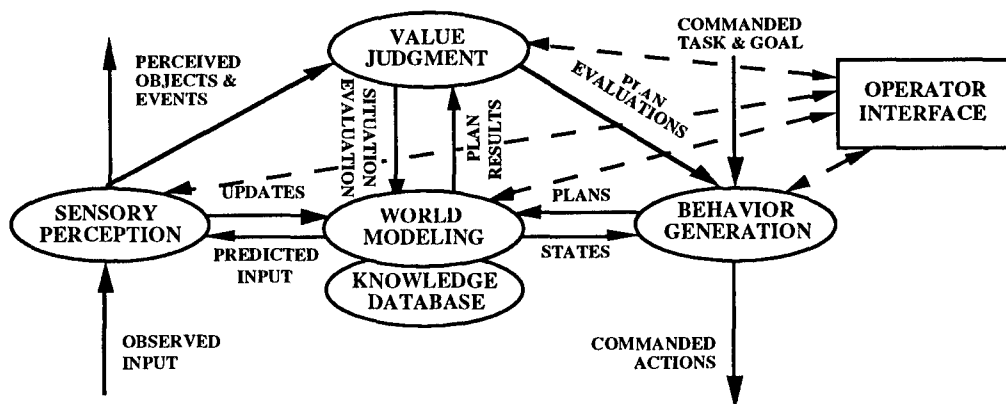 VALUE
JUDGMENT
COMMANDED
TASK & GOAL
PERCEIVED
OBJECTS &
EVENTS
OPERATOR
INTERFACE
SITUATION
EVALUATION
PLAN
RESULTS
PLAN
EVALUATIONS
UPDATES
SENSORY
PERCEPTION
WORLD
MODELING
PLANS
BEHAVIOR
GENERATION
PREDICTED
INPUT
STATES
KNOWLEDGE
DATABASE
OBSERVED
INPUT
COMMANDED
ACTIONS